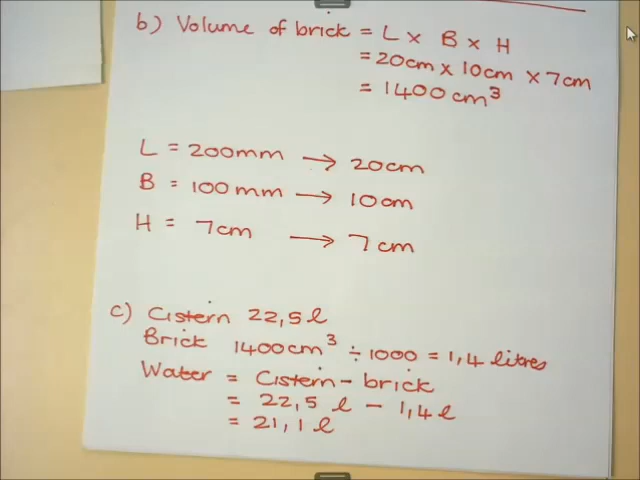 b) Volume of brick = L × B × H
= 20cm × 10cm × 7cm
= 1400 cm³
L = 200mm → 20cm
B = 100mm → 10cm
H = 7cm → 7cm
c) Cistern 22,5 l
Brick 1400cm³ ÷ 1000 = 1,4 litres
Water = Cistern - brick
= 22,5 l - 1,4 l
= 21,1 l